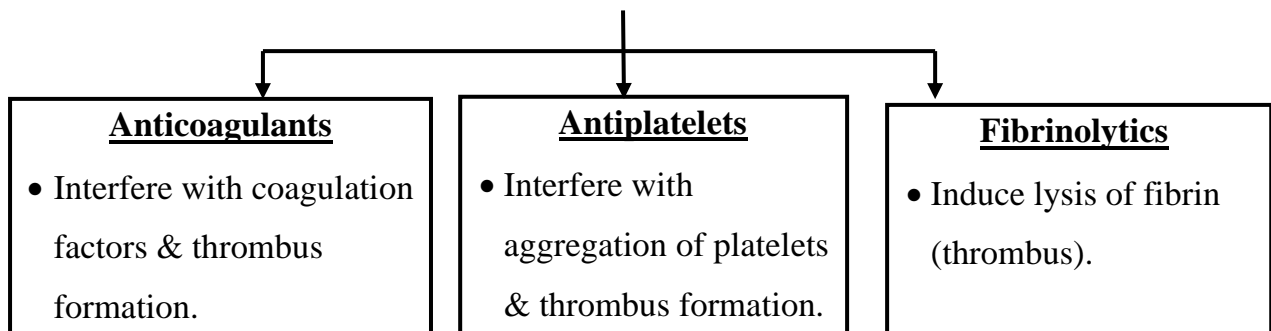 Anticoagulants
• Interfere with coagulation
factors & thrombus
formation.
Antiplatelets
• Interfere with
aggregation of platelets
& thrombus formation.
Fibrinolytics
• Induce lysis of fibrin
(thrombus).